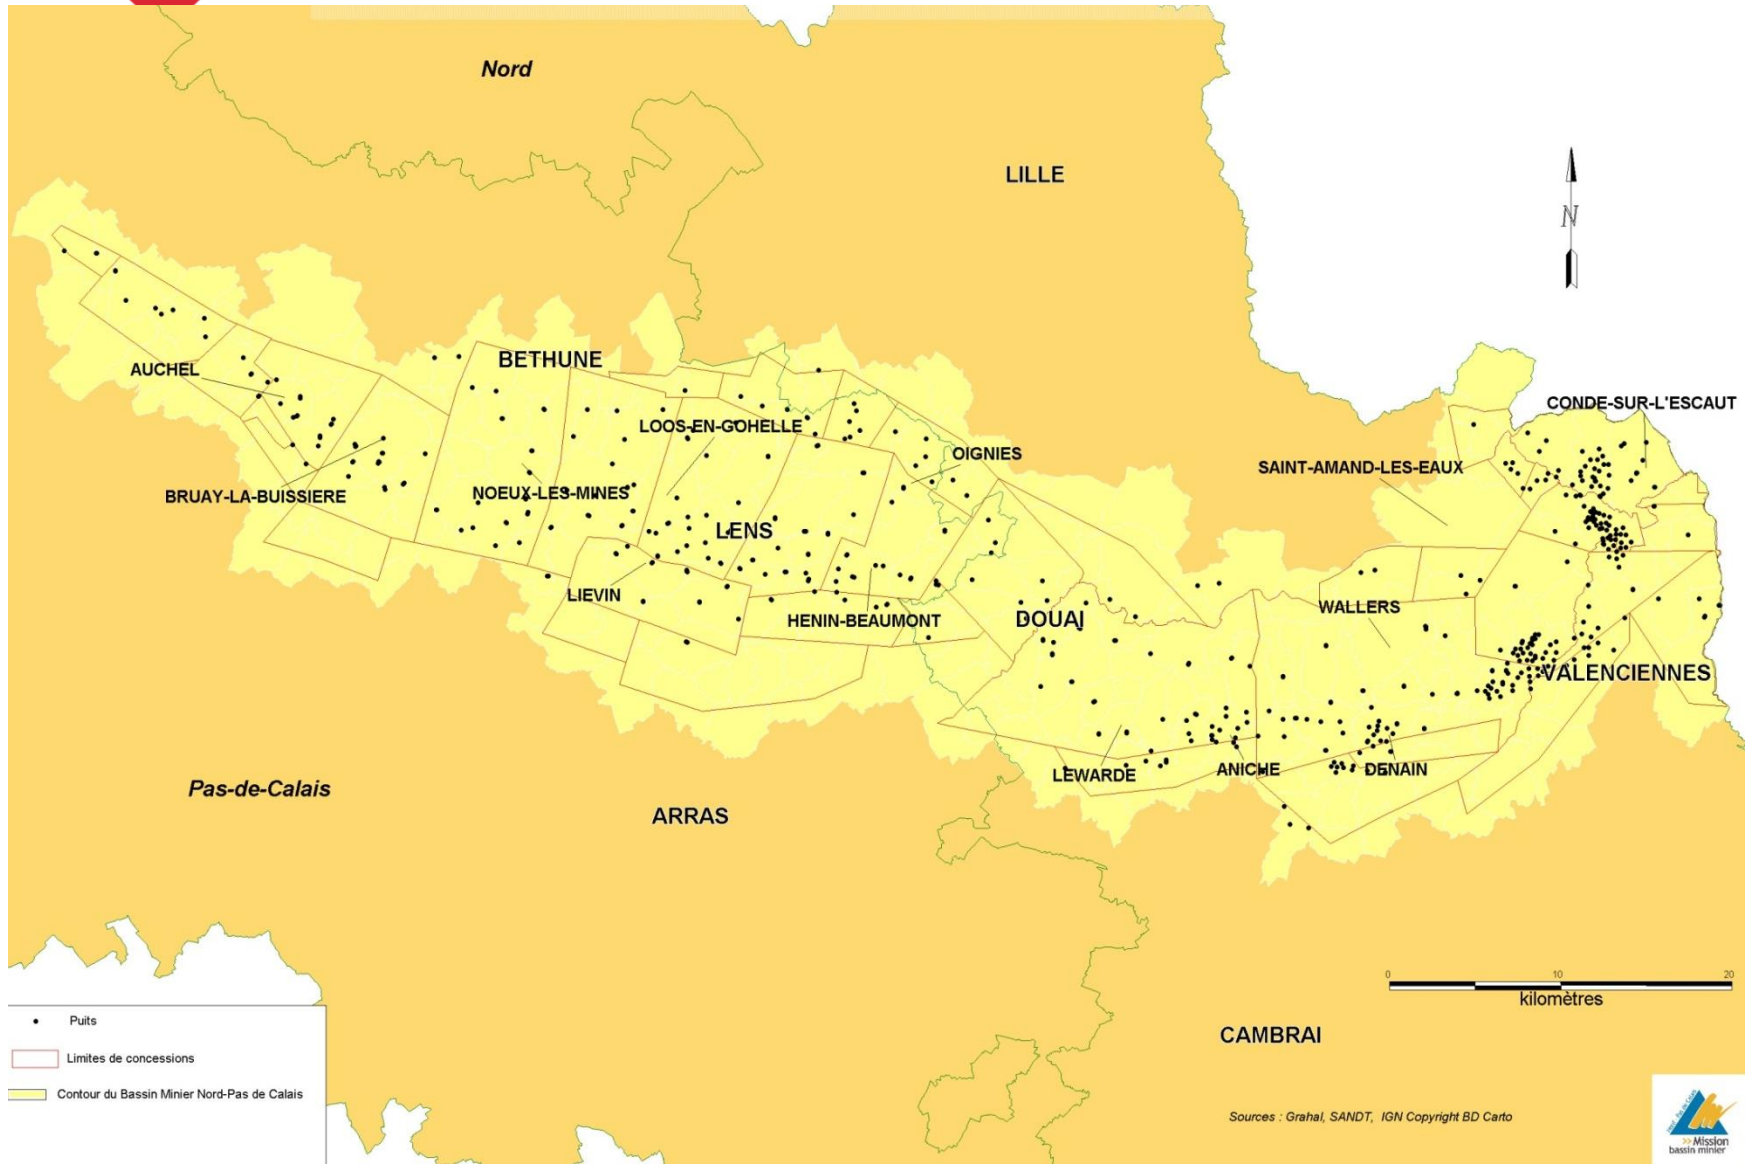 Nord
LILLE
N
BETHUNE
AUCHEL
CONDE-SUR-L'ESCAUT
LOOS-EN-GOHELLE
OIGNIES
SAINT-AMAND-LES-EAUX
BRUAY-LA-BUISSIERE
NOEUX-LES-MINES
LENS
LIEVIN
HENIN-BEAUMONT
DOUAI
WALLERS
VALENCIENNES
LEWARDE
ANICHE
DENAIN
Pas-de-Calais
ARRAS
0 10 20
kilomètres
CAMBRAI
Puits
Limites de concessions
Contour du Bassin Minier Nord-Pas de Calais
Sources : Grahal, SANDT, IGN Copyright BD Carto
>> Mission
bassin minier